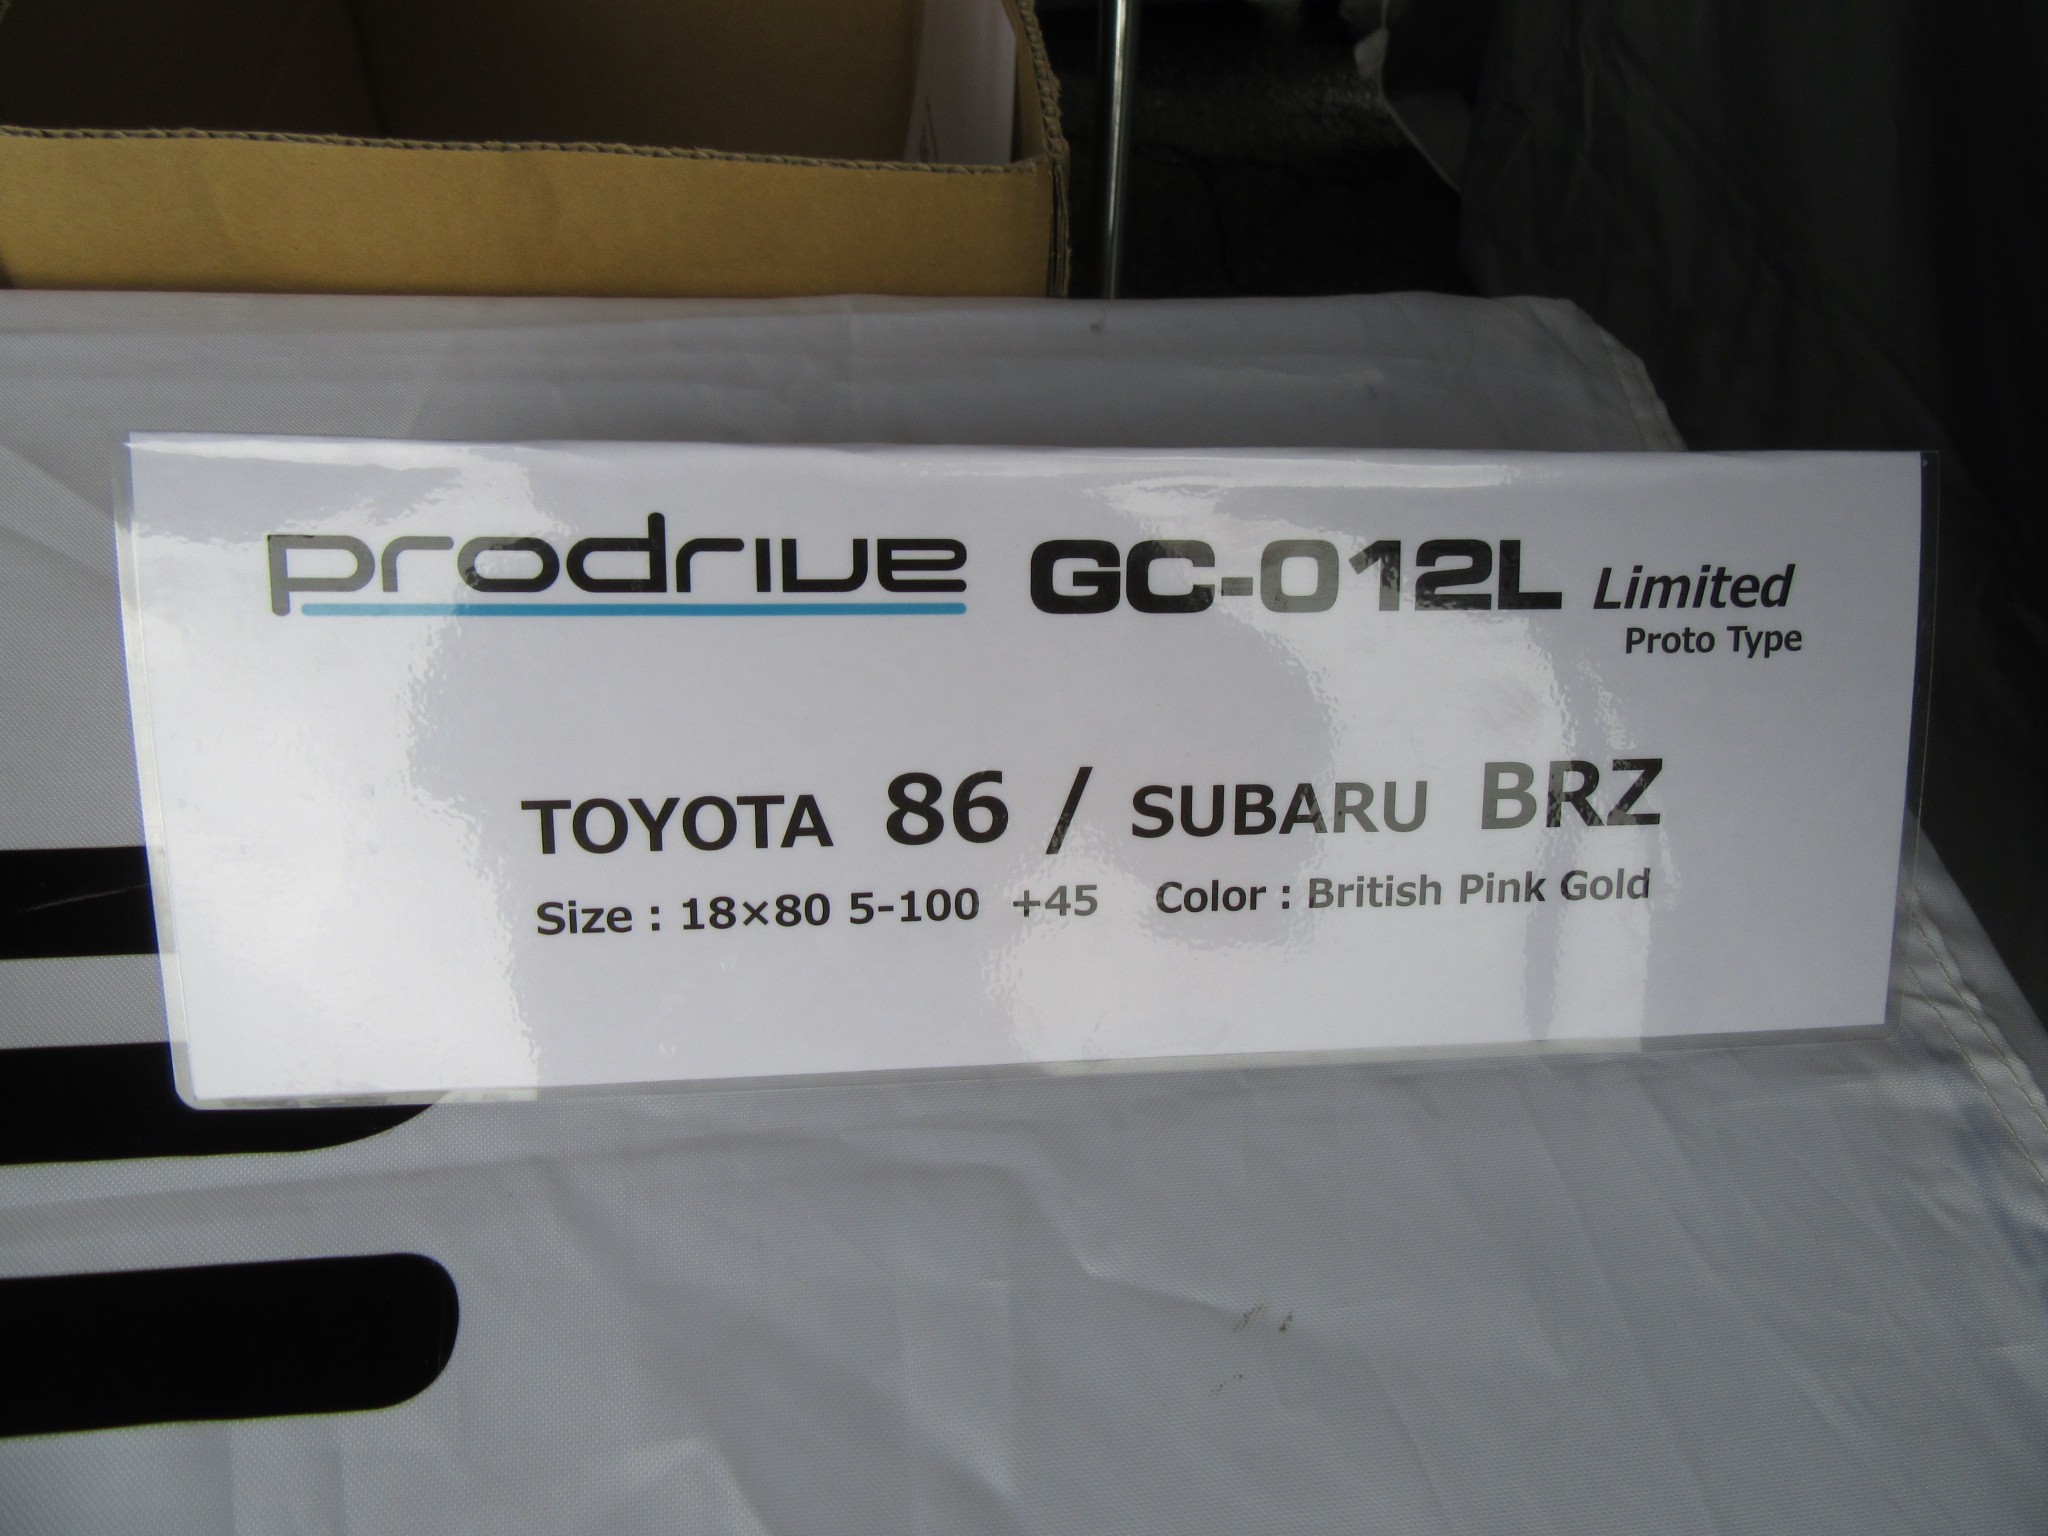 prodrive GC-012L Limited
Proto Type
TOYOTA 86 / SUBARU BRZ
Size : 18×80 5-100 +45 Color : British Pink Gold